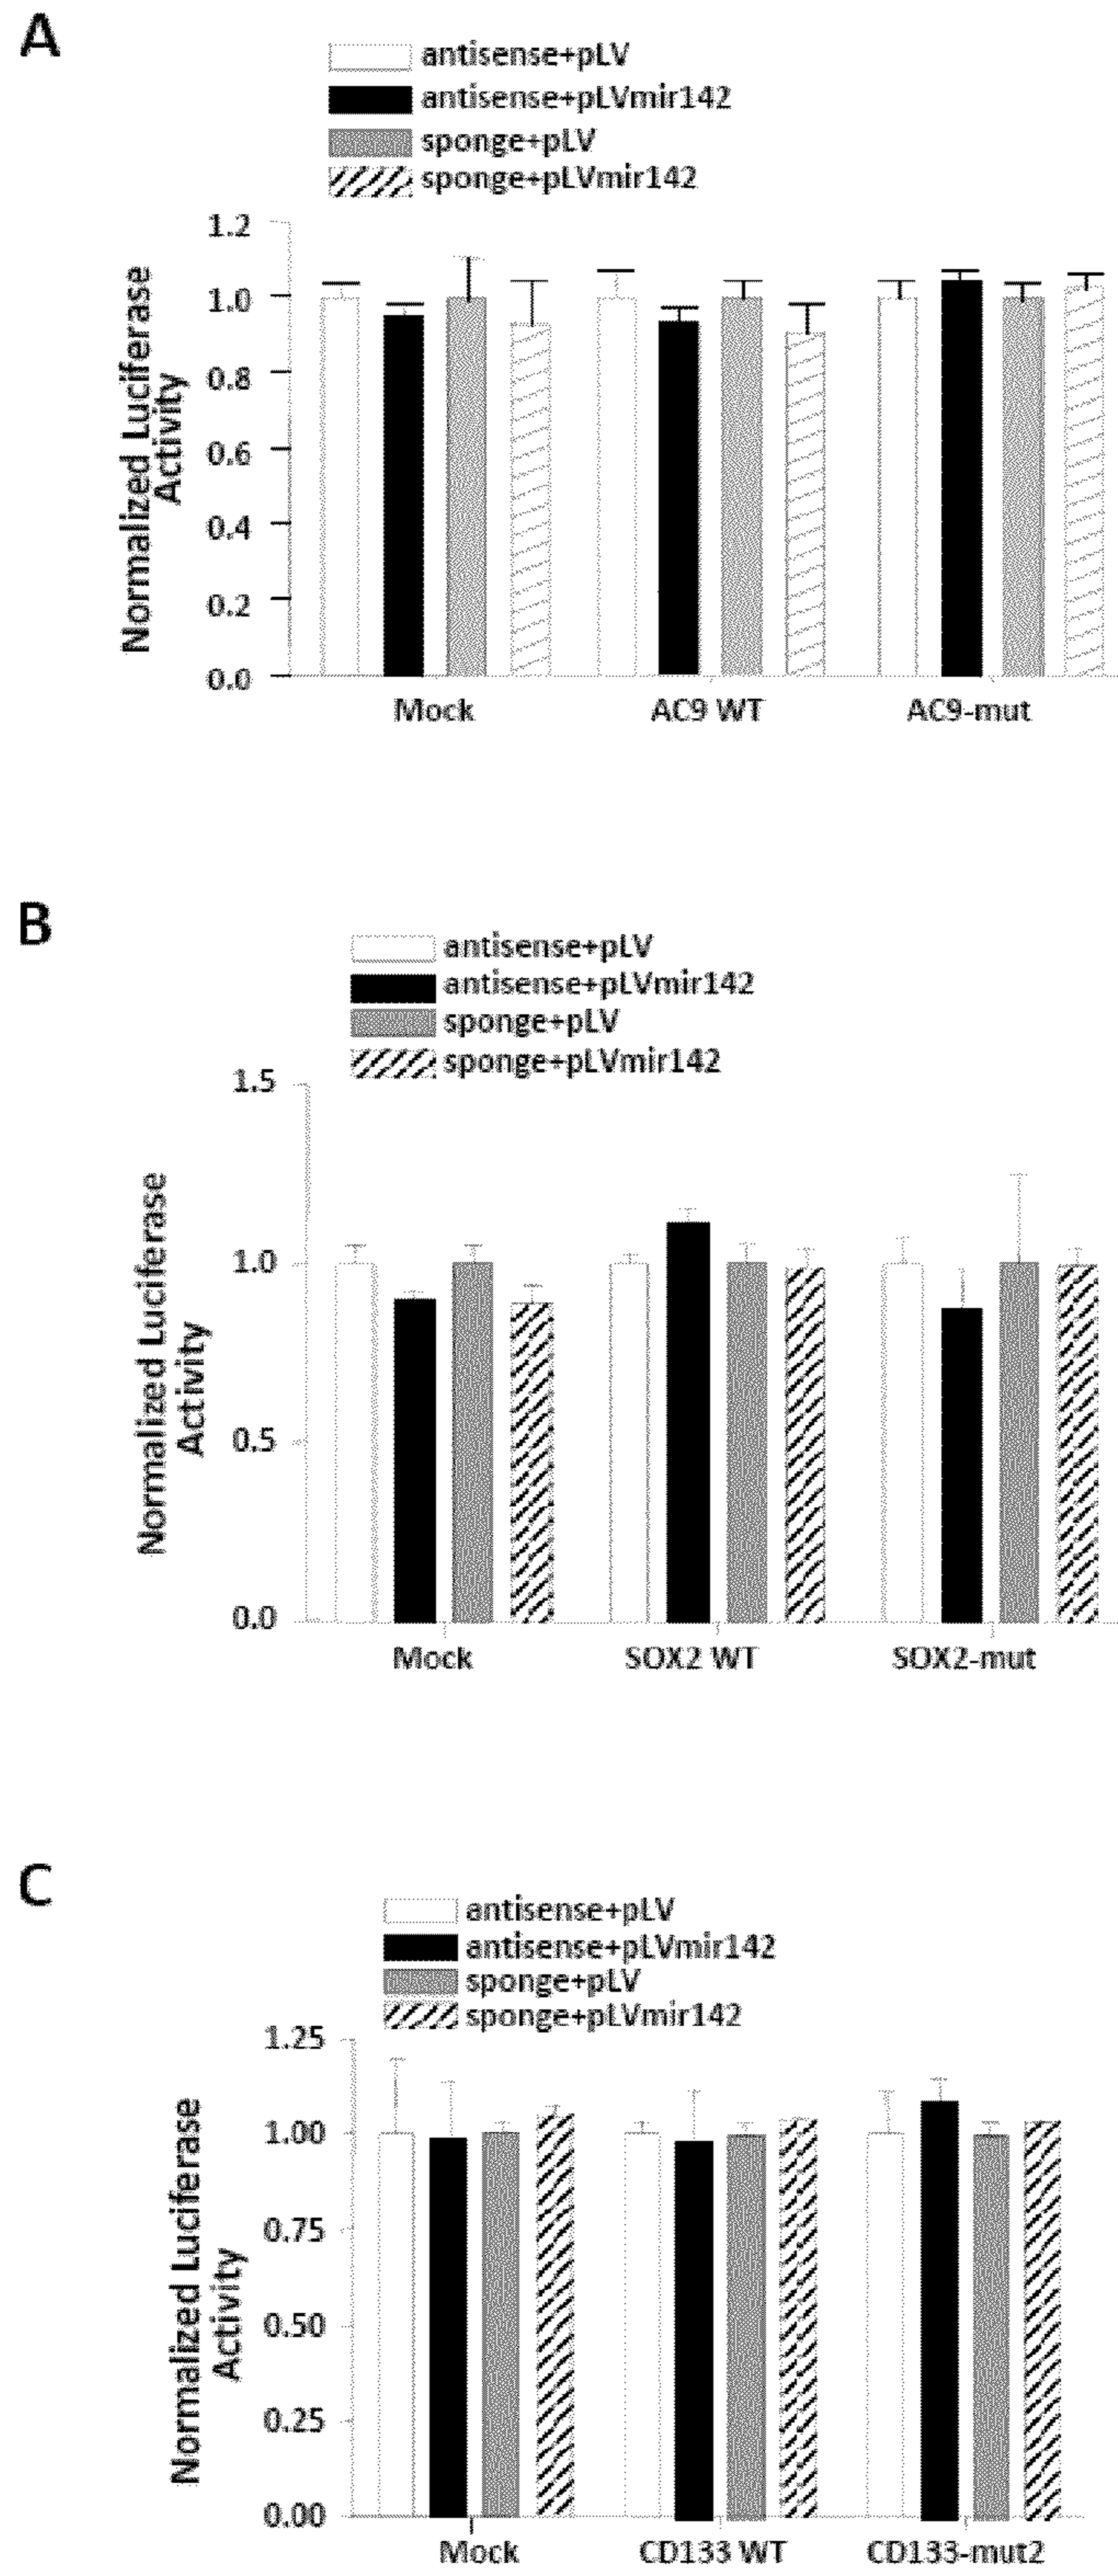 A
antisense+pLV
antisense+pLVmir142
sponge+pLV
sponge+pLVmir142
Normalized Luciferase
Activity
1.2
1.0
0.8
0.6
0.4
0.2
0.0
Mock
AC9 WT
AC9-mut
B
antisense+pLV
antisense+pLVmir142
sponge+pLV
sponge+pLVmir142
Normalized Luciferase
Activity
1.5
1.0
0.5
0.0
Mock
SOX2 WT
SOX2-mut
C
antisense+pLV
antisense+pLVmir142
sponge+pLV
sponge+pLVmir142
Normalized Luciferase
Activity
1.25
1.00
0.75
0.50
0.25
0.00
Mock
CD133 WT
CD133-mut2